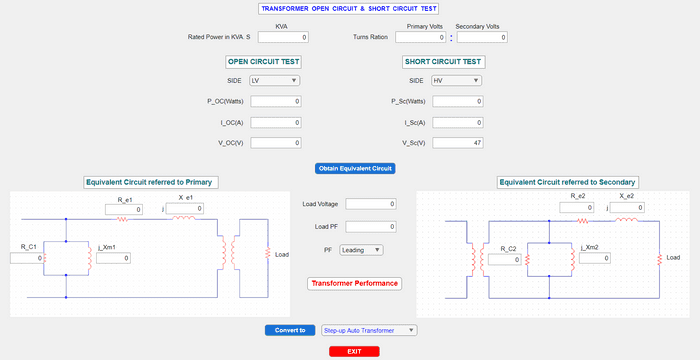 TRANSFORMER OPEN CIRCUIT & SHORT CIRCUIT TEST
KVA Primary Volts Secondary Volts
Rated Power in KVA S 0 Turns Ration 0 : 0
OPEN CIRCUIT TEST SHORT CIRCUIT TEST
SIDE LV SIDE HV
P_OC(Watts) 0 P_Sc(Watts) 0
I_OC(A) 0 I_Sc(A) 0
V_OC(V) 0 V_Sc(V) 47
Obtain Equivalent Circuit
Equivalent Circuit referred to Primary
R_e1 X_e1
0 j 0
R_C1 j_Xm1
0 0
Load
Load Voltage 0
Load PF 0
PF Leading
Transformer Performance
Equivalent Circuit referred to Secondary
R_e2 X_e2
0 j 0
R_C2 j_Xm2
0 0
Load
Convert to Step-up Auto Transformer
EXIT